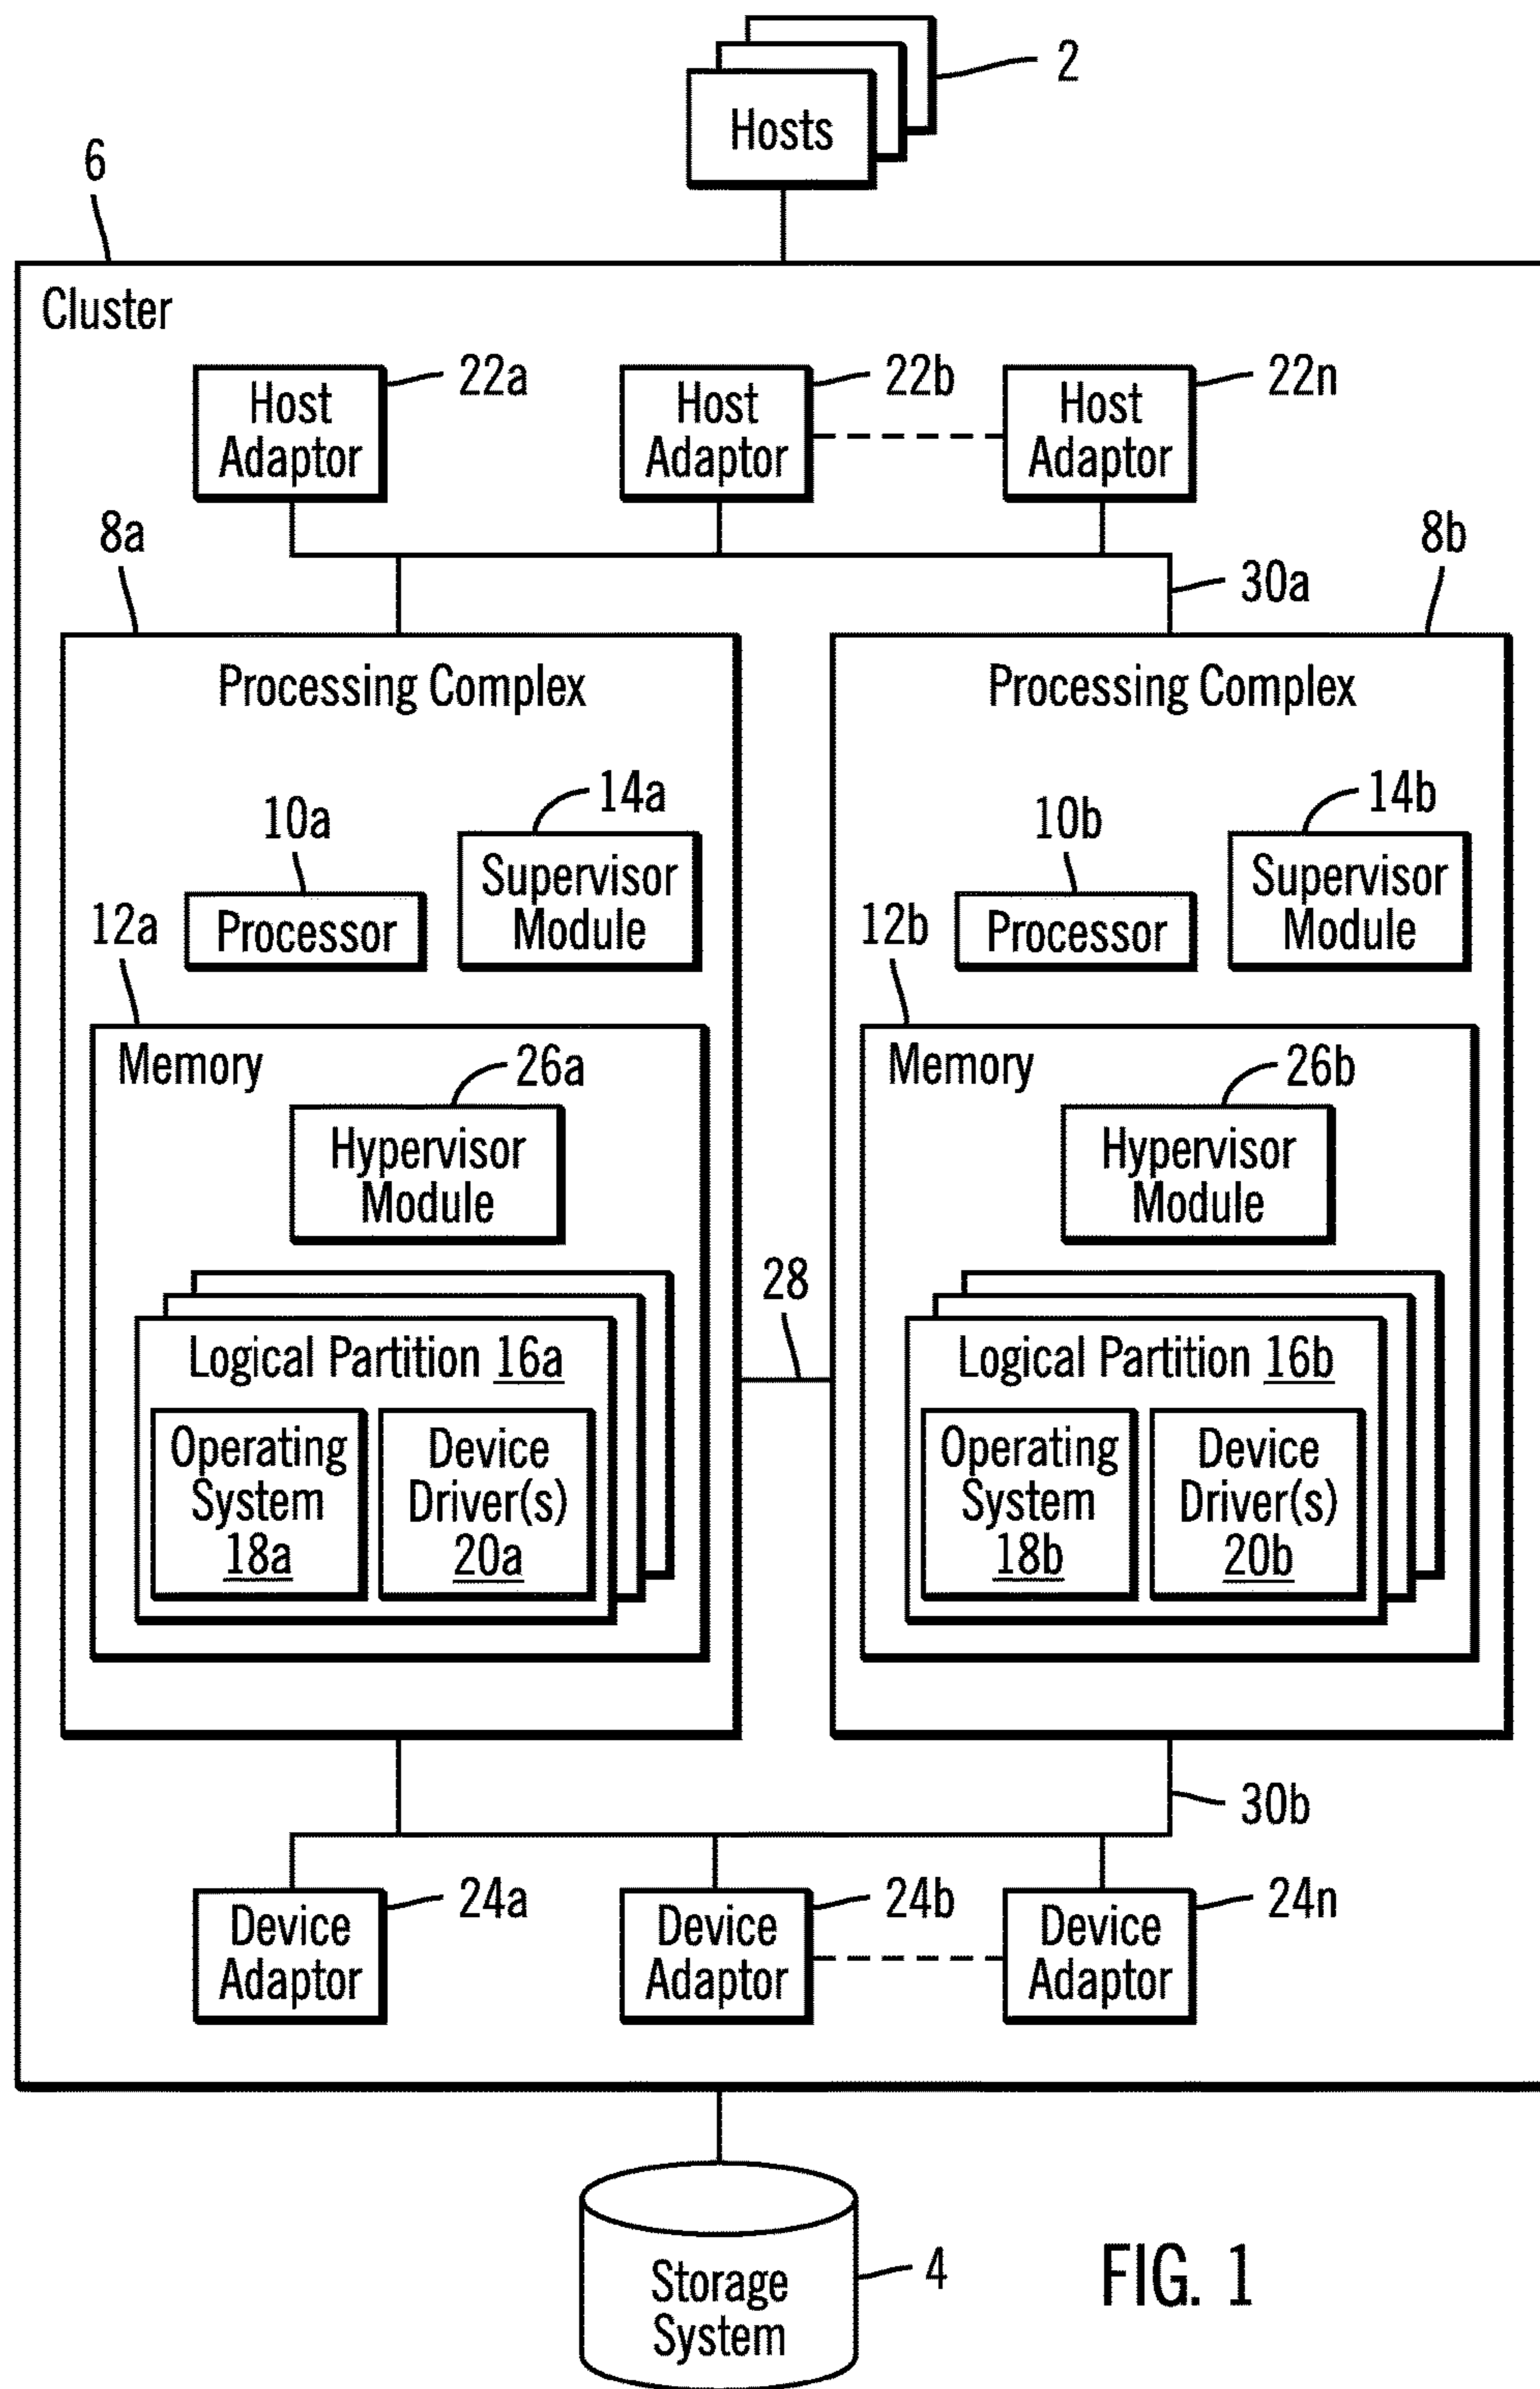 2
Hosts
6
Cluster
22a
22b
22n
Host
Adaptor
Host
Adaptor
Host
Adaptor
8a
8b
30a
Processing Complex
14a
10a
Supervisor
Module
12a
Processor
Memory
26a
Hypervisor
Module
Logical Partition 16a
Operating
System
18a
Device
Driver(s)
20a
28
Processing Complex
14b
10b
Supervisor
Module
12b
Processor
Memory
26b
Hypervisor
Module
Logical Partition 16b
Operating
System
18b
Device
Driver(s)
20b
30b
24a
24b
24n
Device
Adaptor
Device
Adaptor
Device
Adaptor
Storage
System
4
FIG. 1